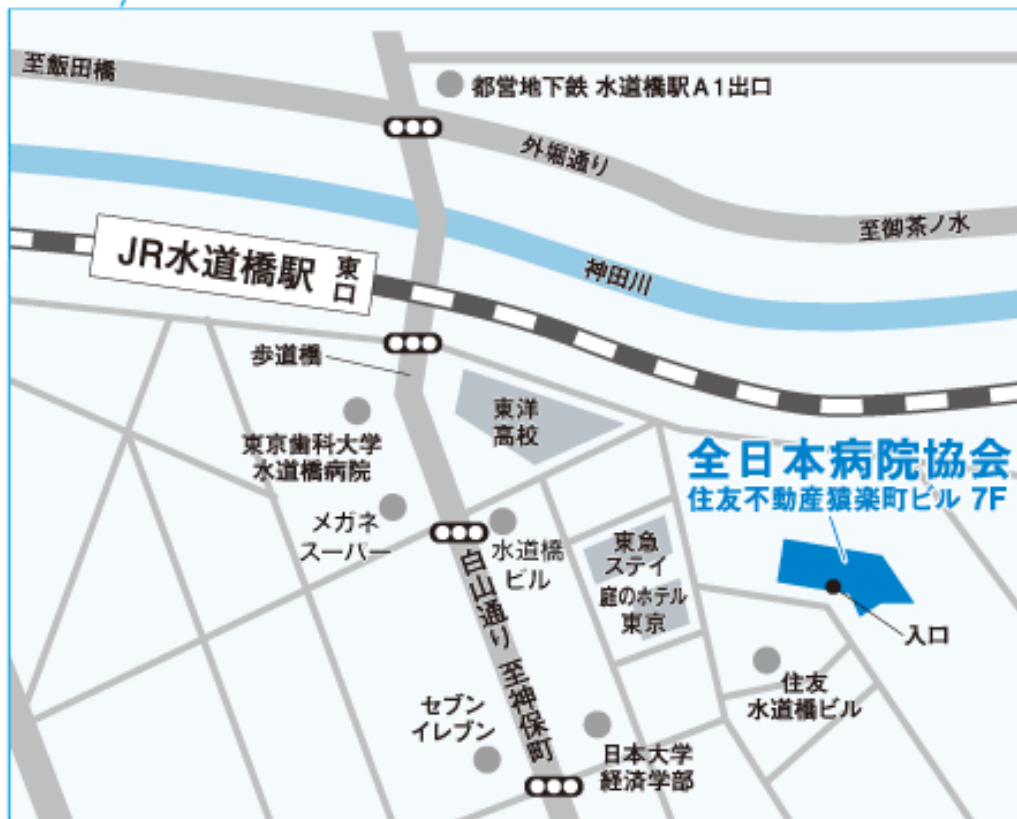 至飯田橋
都営地下鉄 水道橋駅A1出口
外堀通り
至御茶ノ水
JR水道橋駅
東口
神田川
歩道橋
東洋
高校
東京歯科大学
水道橋病院
全日本病院協会
住友不動産猿楽町ビル 7F
メガネ
スーパー
水道橋
ビル
東急
ステイ
庭のホテル
東京
入口
白山通り 至神保町
住友
水道橋ビル
セブン
イレブン
日本大学
経済学部